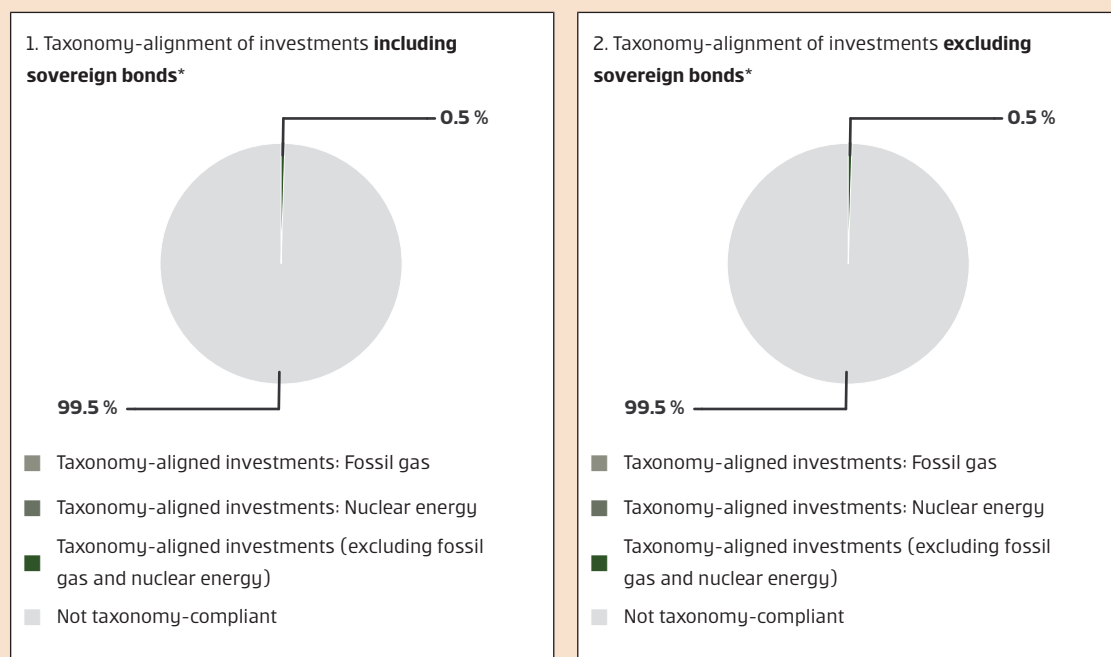 1. Taxonomy-alignment of investments including
sovereign bonds*
0.5 %
99.5 %
Taxonomy-aligned investments: Fossil gas
Taxonomy-aligned investments: Nuclear energy
Taxonomy-aligned investments (excluding fossil
gas and nuclear energy)
Not taxonomy-compliant
2. Taxonomy-alignment of investments excluding
sovereign bonds*
0.5 %
99.5 %
Taxonomy-aligned investments: Fossil gas
Taxonomy-aligned investments: Nuclear energy
Taxonomy-aligned investments (excluding fossil
gas and nuclear energy)
Not taxonomy-compliant